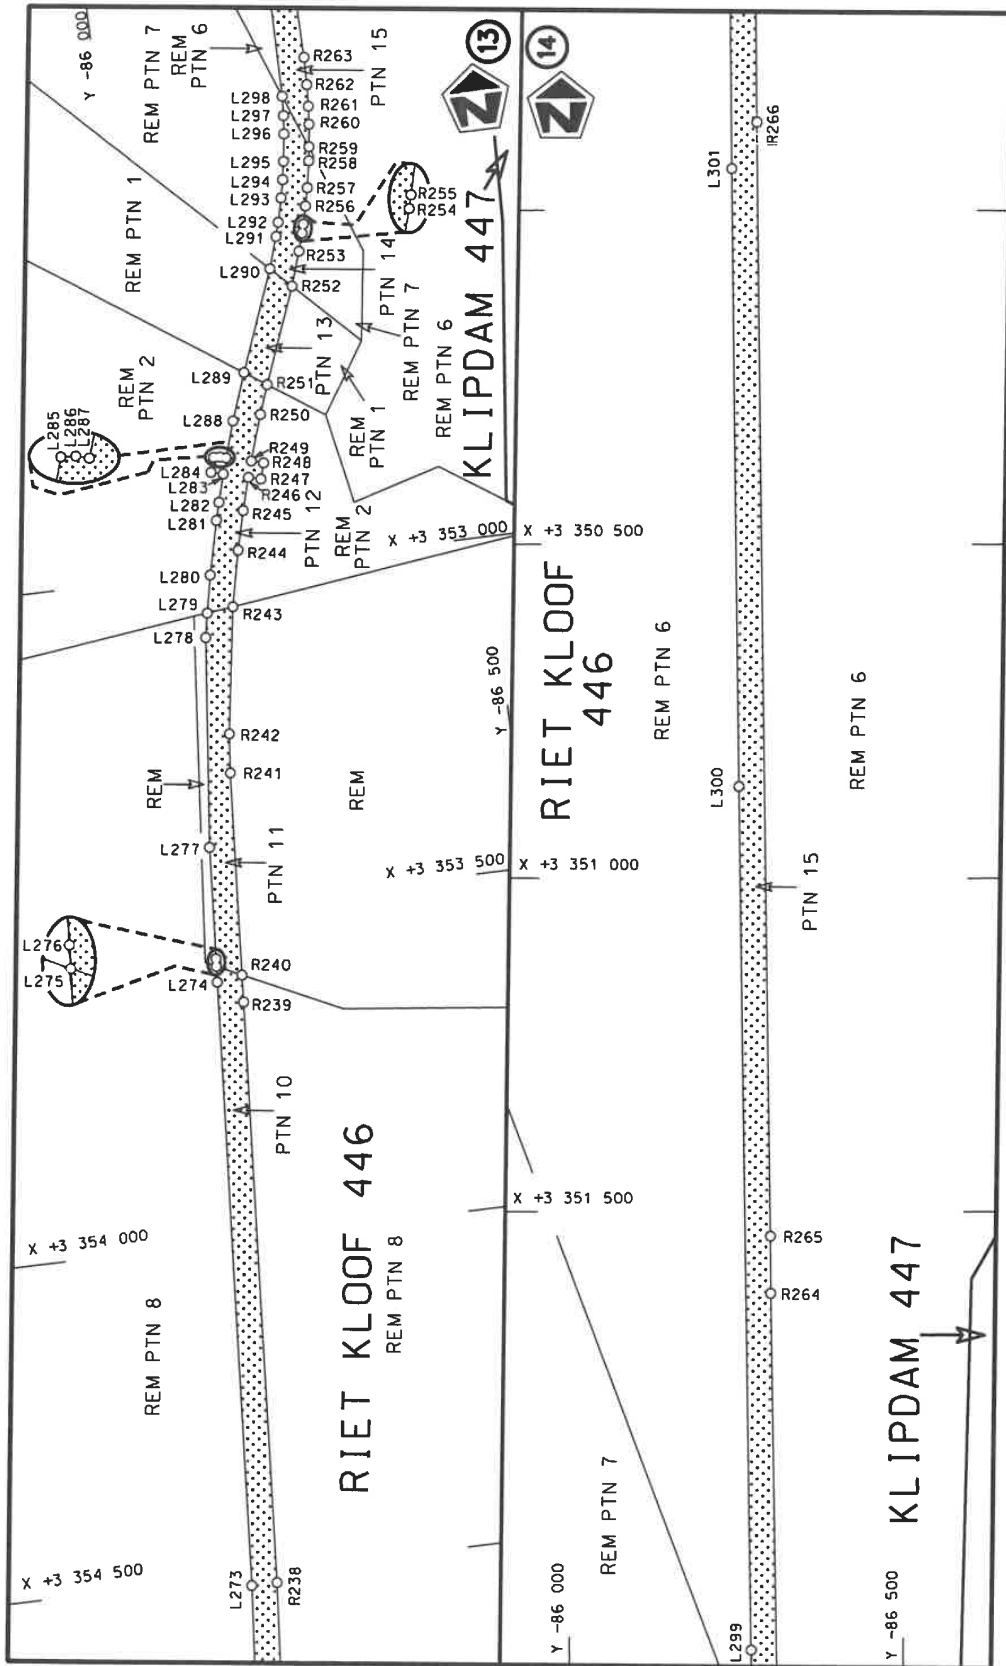 Y -86 000
REM PTN 7
REM
PTN 6
R263
PTN 15
R262
L298
R261
L297
R260
L296
R259
L295
R258
L294
R257
L293
R256
L292
R255
R254
L291
R253
L290
PTN 14
R252
REM PTN 1
PTN 13
REM PTN 7
REM PTN 6
L289
R251
REM
PTN 1
L288
R250
REM
PTN 2
L285
L286
L287
R249
R248
L284
R247
L283
R246
L282
R245
L281
PTN 12
REM
PTN 2
R244
L280
L279
R243
L278
X +3 353 000
Y -86 500
R242
REM
R241
REM
L277
PTN 11
X +3 353 500
L276
L275
R240
L274
R239
PTN 10
RIET KLOOF 446
REM PTN 8
X +3 354 000
REM PTN 8
X +3 354 500
L273
R238
KLIPDAM 447
N
13
14
N
R266
L301
X +3 350 500
RIET KLOOF
446
REM PTN 6
REM PTN 6
L300
X +3 351 000
PTN 15
X +3 351 500
R265
R264
KLIPDAM 447
REM PTN 7
Y -86 000
L299
Y -86 500